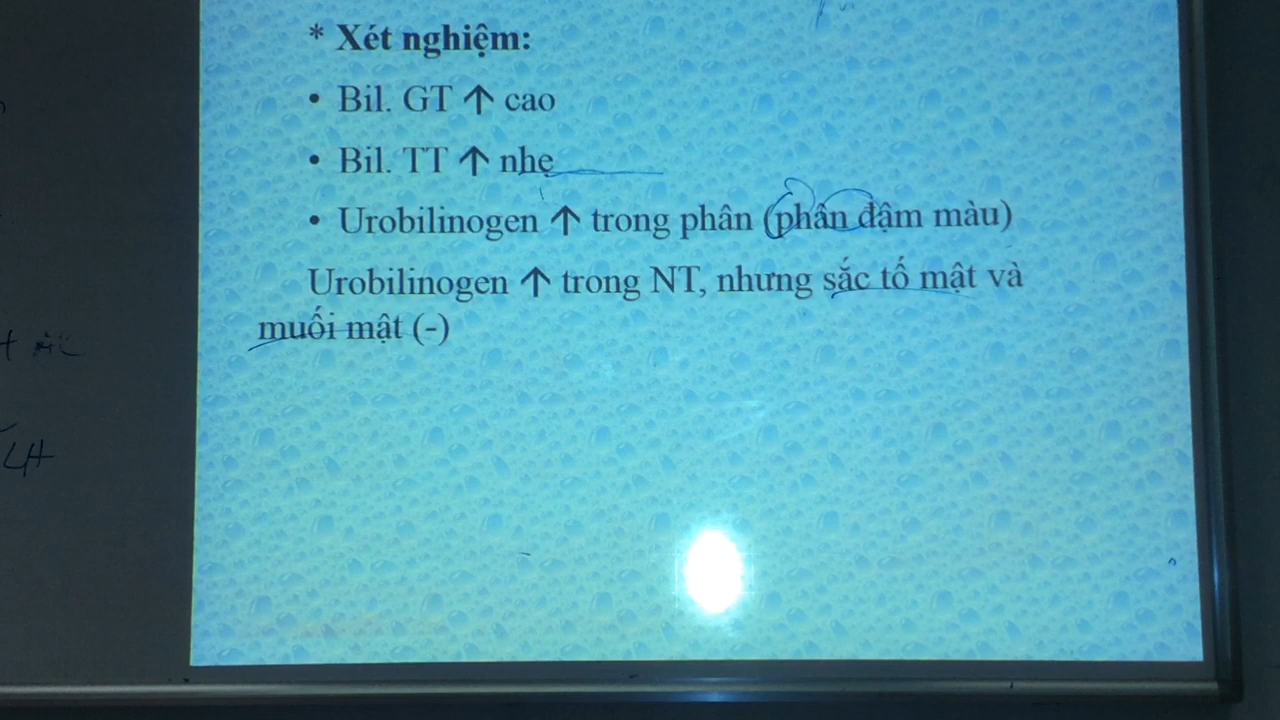 * Xét nghiệm:
• Bil. GT ↑ cao
• Bil. TT ↑ nhẹ
• Urobilinogen ↑ trong phân (phân đậm màu)
Urobilinogen ↑ trong NT, nhưng sắc tố mật và
muối mật (-)